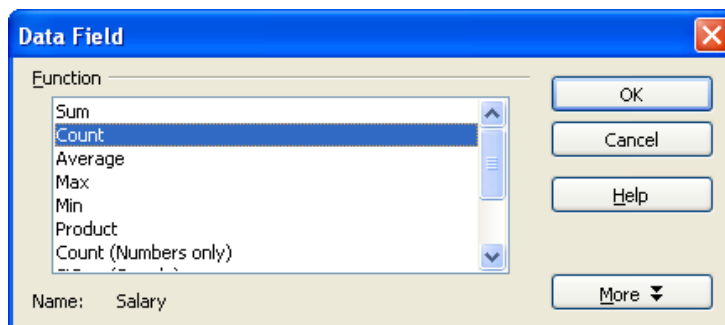 Data Field
Function
Sum
Count
Average
Max
Min
Product
Count (Numbers only)
Name: Salary
OK
Cancel
Help
More